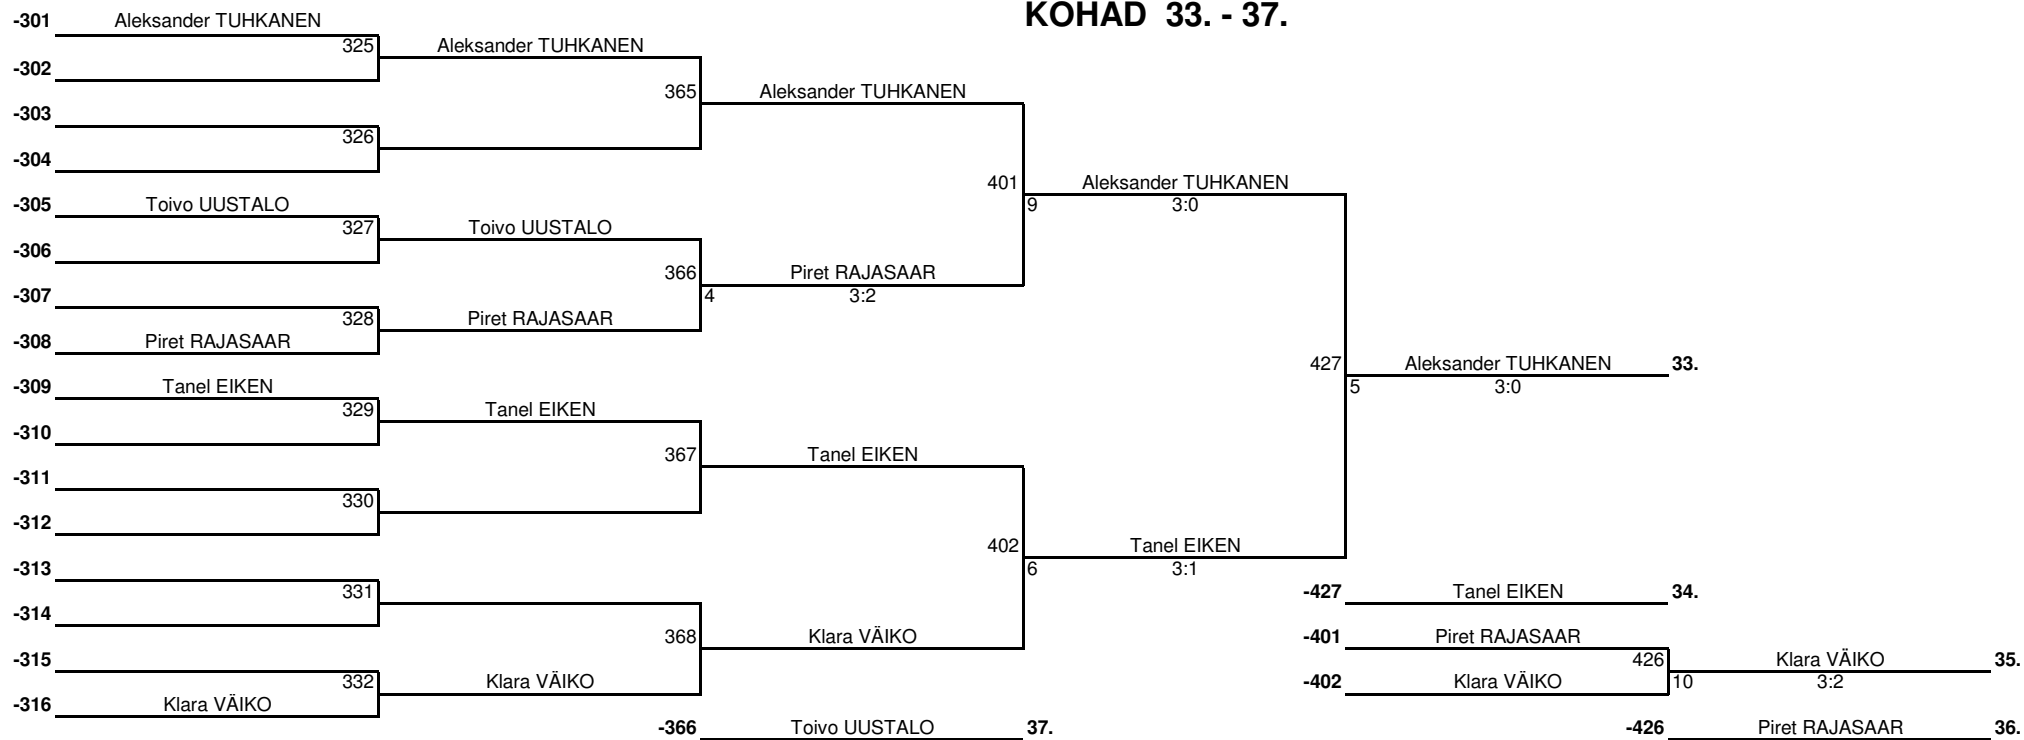 KOHAD 33. - 37.
-301 Aleksander TUHKANEN
325 Aleksander TUHKANEN
-302
365 Aleksander TUHKANEN
-303
326
-304
401 Aleksander TUHKANEN
9 3:0
-305 Toivo UUSTALO
327 Toivo UUSTALO
-306
366 Piret RAJASAAR
4 3:2
-307
328 Piret RAJASAAR
-308 Piret RAJASAAR
427 Aleksander TUHKANEN 33.
5 3:0
-309 Tanel EIKEN
329 Tanel EIKEN
-310
367 Tanel EIKEN
-311
330
-312
402 Tanel EIKEN
6 3:1
-313
331
-314
368 Klara VÄIKO
-315
332 Klara VÄIKO
-316 Klara VÄIKO
-427 Tanel EIKEN 34.
-401 Piret RAJASAAR
426 Klara VÄIKO 35.
10 3:2
-402 Klara VÄIKO
-366 Toivo UUSTALO 37.
-426 Piret RAJASAAR 36.